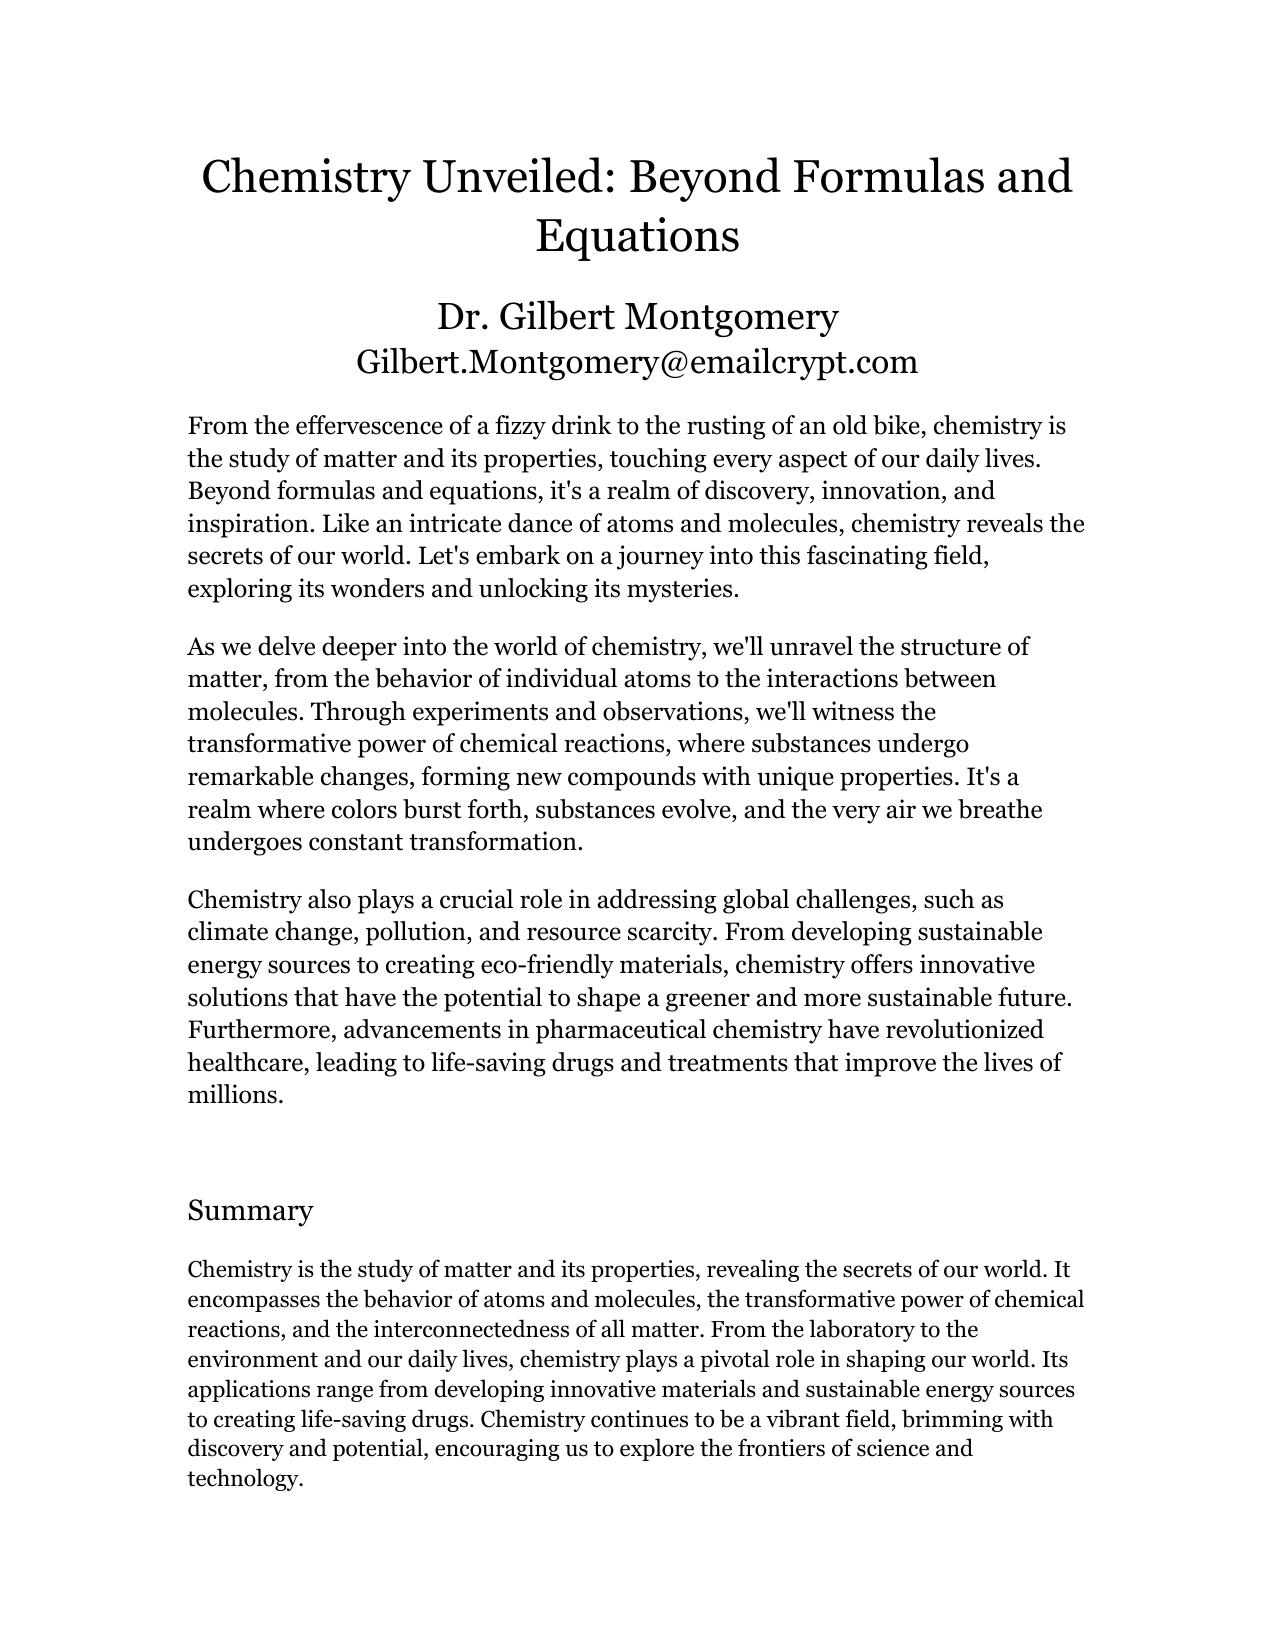 Chemistry Unveiled: Beyond Formulas and
Equations
Dr. Gilbert Montgomery
Gilbert.Montgomery@emailcrypt.com
From the effervescence of a fizzy drink to the rusting of an old bike, chemistry is
the study of matter and its properties, touching every aspect of our daily lives.
Beyond formulas and equations, it's a realm of discovery, innovation, and
inspiration. Like an intricate dance of atoms and molecules, chemistry reveals the
secrets of our world. Let's embark on a journey into this fascinating field,
exploring its wonders and unlocking its mysteries.
As we delve deeper into the world of chemistry, we'll unravel the structure of
matter, from the behavior of individual atoms to the interactions between
molecules. Through experiments and observations, we'll witness the
transformative power of chemical reactions, where substances undergo
remarkable changes, forming new compounds with unique properties. It's a
realm where colors burst forth, substances evolve, and the very air we breathe
undergoes constant transformation.
Chemistry also plays a crucial role in addressing global challenges, such as
climate change, pollution, and resource scarcity. From developing sustainable
energy sources to creating eco-friendly materials, chemistry offers innovative
solutions that have the potential to shape a greener and more sustainable future.
Furthermore, advancements in pharmaceutical chemistry have revolutionized
healthcare, leading to life-saving drugs and treatments that improve the lives of
millions.
Summary
Chemistry is the study of matter and its properties, revealing the secrets of our world. It
encompasses the behavior of atoms and molecules, the transformative power of chemical
reactions, and the interconnectedness of all matter. From the laboratory to the
environment and our daily lives, chemistry plays a pivotal role in shaping our world. Its
applications range from developing innovative materials and sustainable energy sources
to creating life-saving drugs. Chemistry continues to be a vibrant field, brimming with
discovery and potential, encouraging us to explore the frontiers of science and
technology.